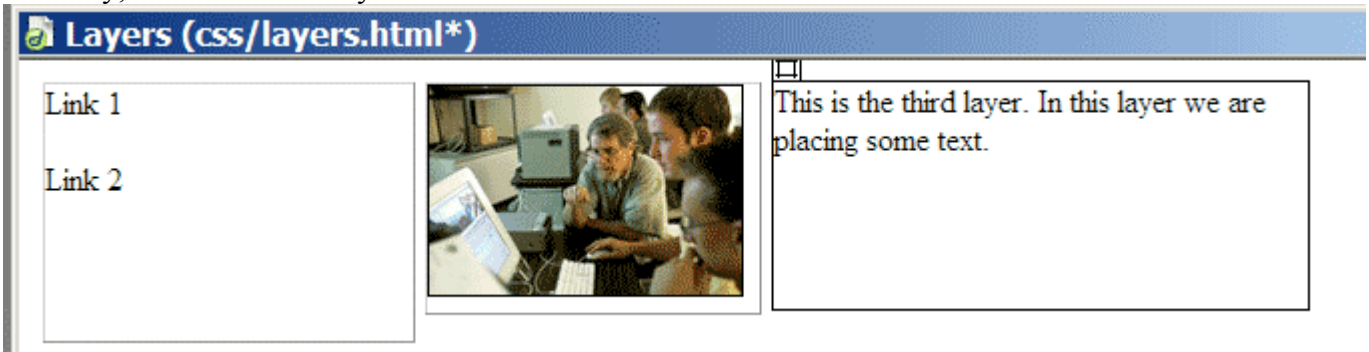 Layers (css/layers.html*)
Link 1
Link 2
This is the third layer. In this layer we are
placing some text.